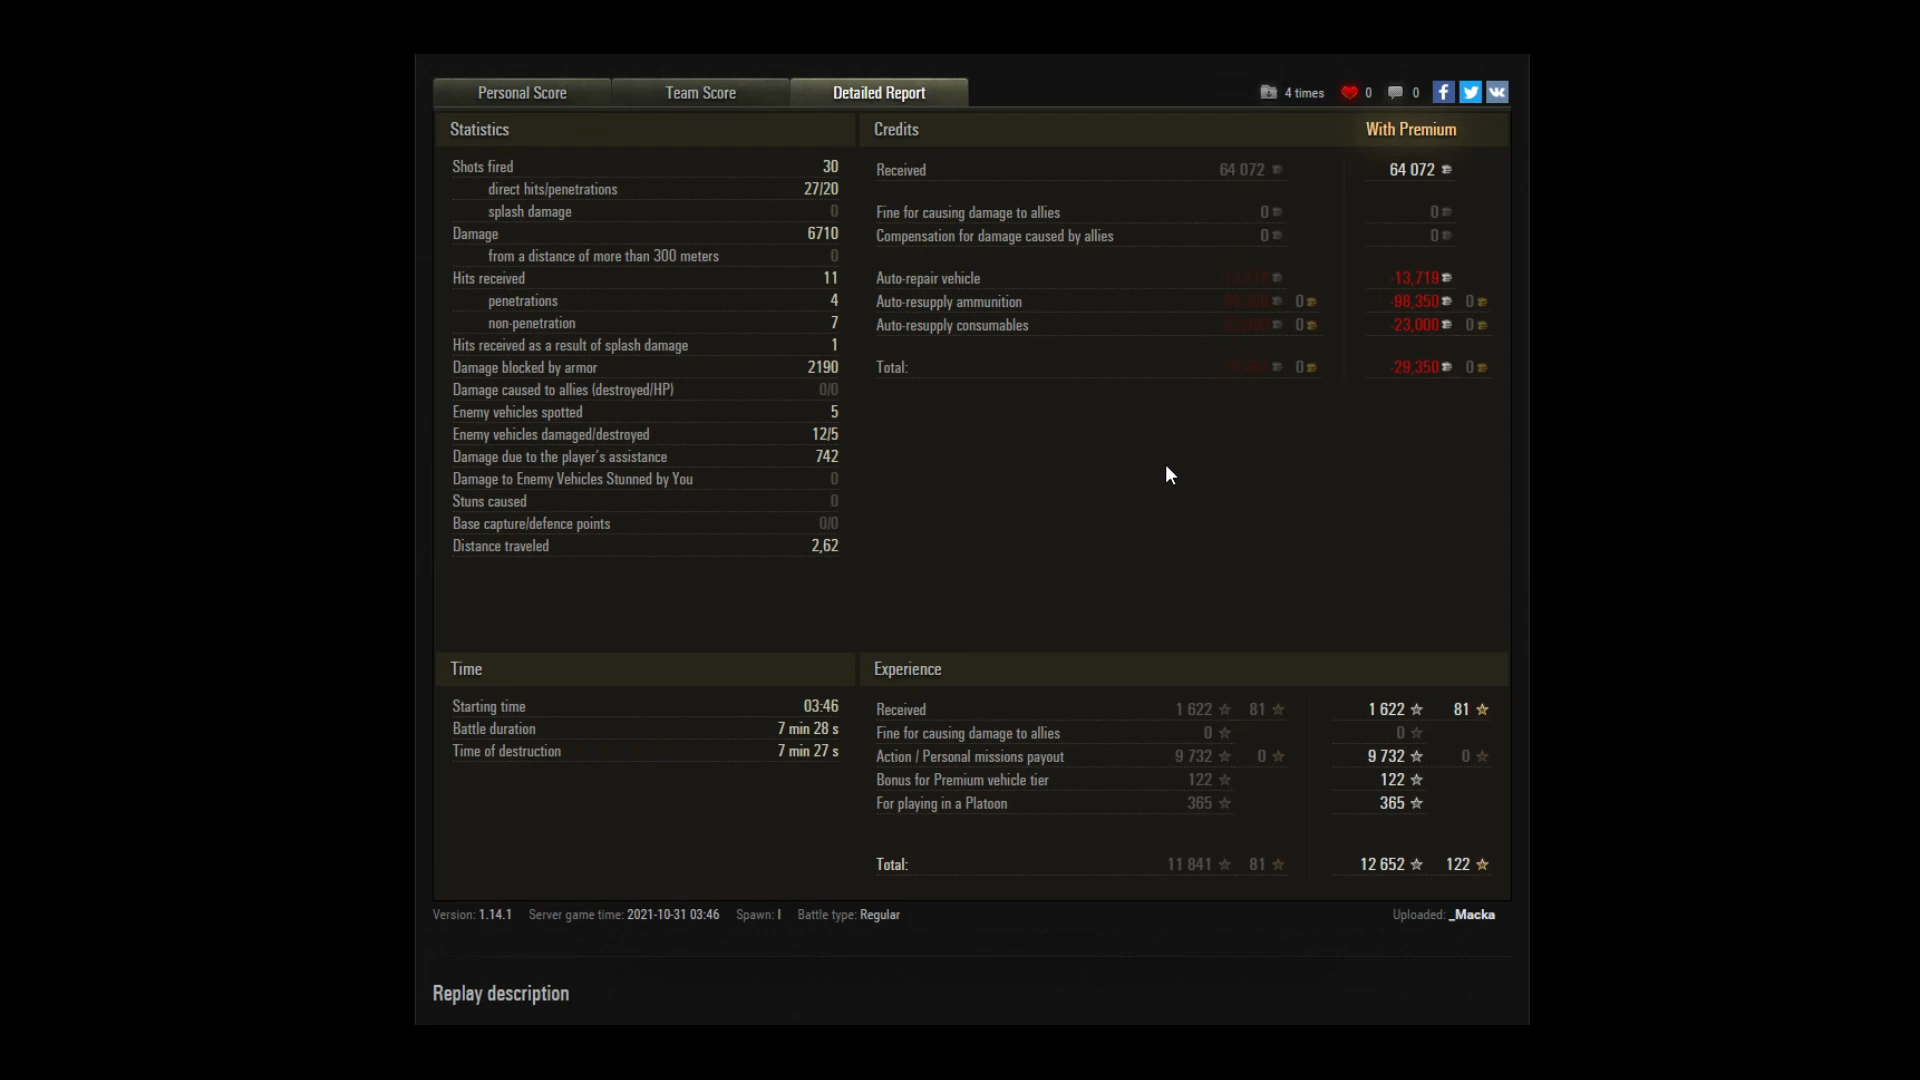 Personal Score Team Score Detailed Report 4 times 0 0
Statistics
Shots fired 30
direct hits/penetrations 27/20
splash damage 0
Damage 6710
from a distance of more than 300 meters 0
Hits received 11
penetrations 4
non-penetration 7
Hits received as a result of splash damage 1
Damage blocked by armor 2190
Damage caused to allies (destroyed/HP) 0/0
Enemy vehicles spotted 5
Enemy vehicles damaged/destroyed 12/5
Damage due to the player's assistance 742
Damage to Enemy Vehicles Stunned by You 0
Stuns caused 0
Base capture/defence points 0/0
Distance traveled 2,62
Credits With Premium
Received 64 072 64 072
Fine for causing damage to allies 0 0
Compensation for damage caused by allies 0 0
Auto-repair vehicle -13,719
Auto-resupply ammunition 0 -98,350 0
Auto-resupply consumables 0 -23,000 0
Total: 0 -29,350 0
Time
Starting time 03:46
Battle duration 7 min 28 s
Time of destruction 7 min 27 s
Experience
Received 1 622 81 1 622 81
Fine for causing damage to allies 0 0
Action / Personal missions payout 9 732 0 9 732 0
Bonus for Premium vehicle tier 122 122
For playing in a Platoon 365 365
Total: 11 841 81 12 652 122
Version: 1.14.1 Server game time: 2021-10-31 03:46 Spawn: I Battle type: Regular Uploaded: _Macka
Replay description